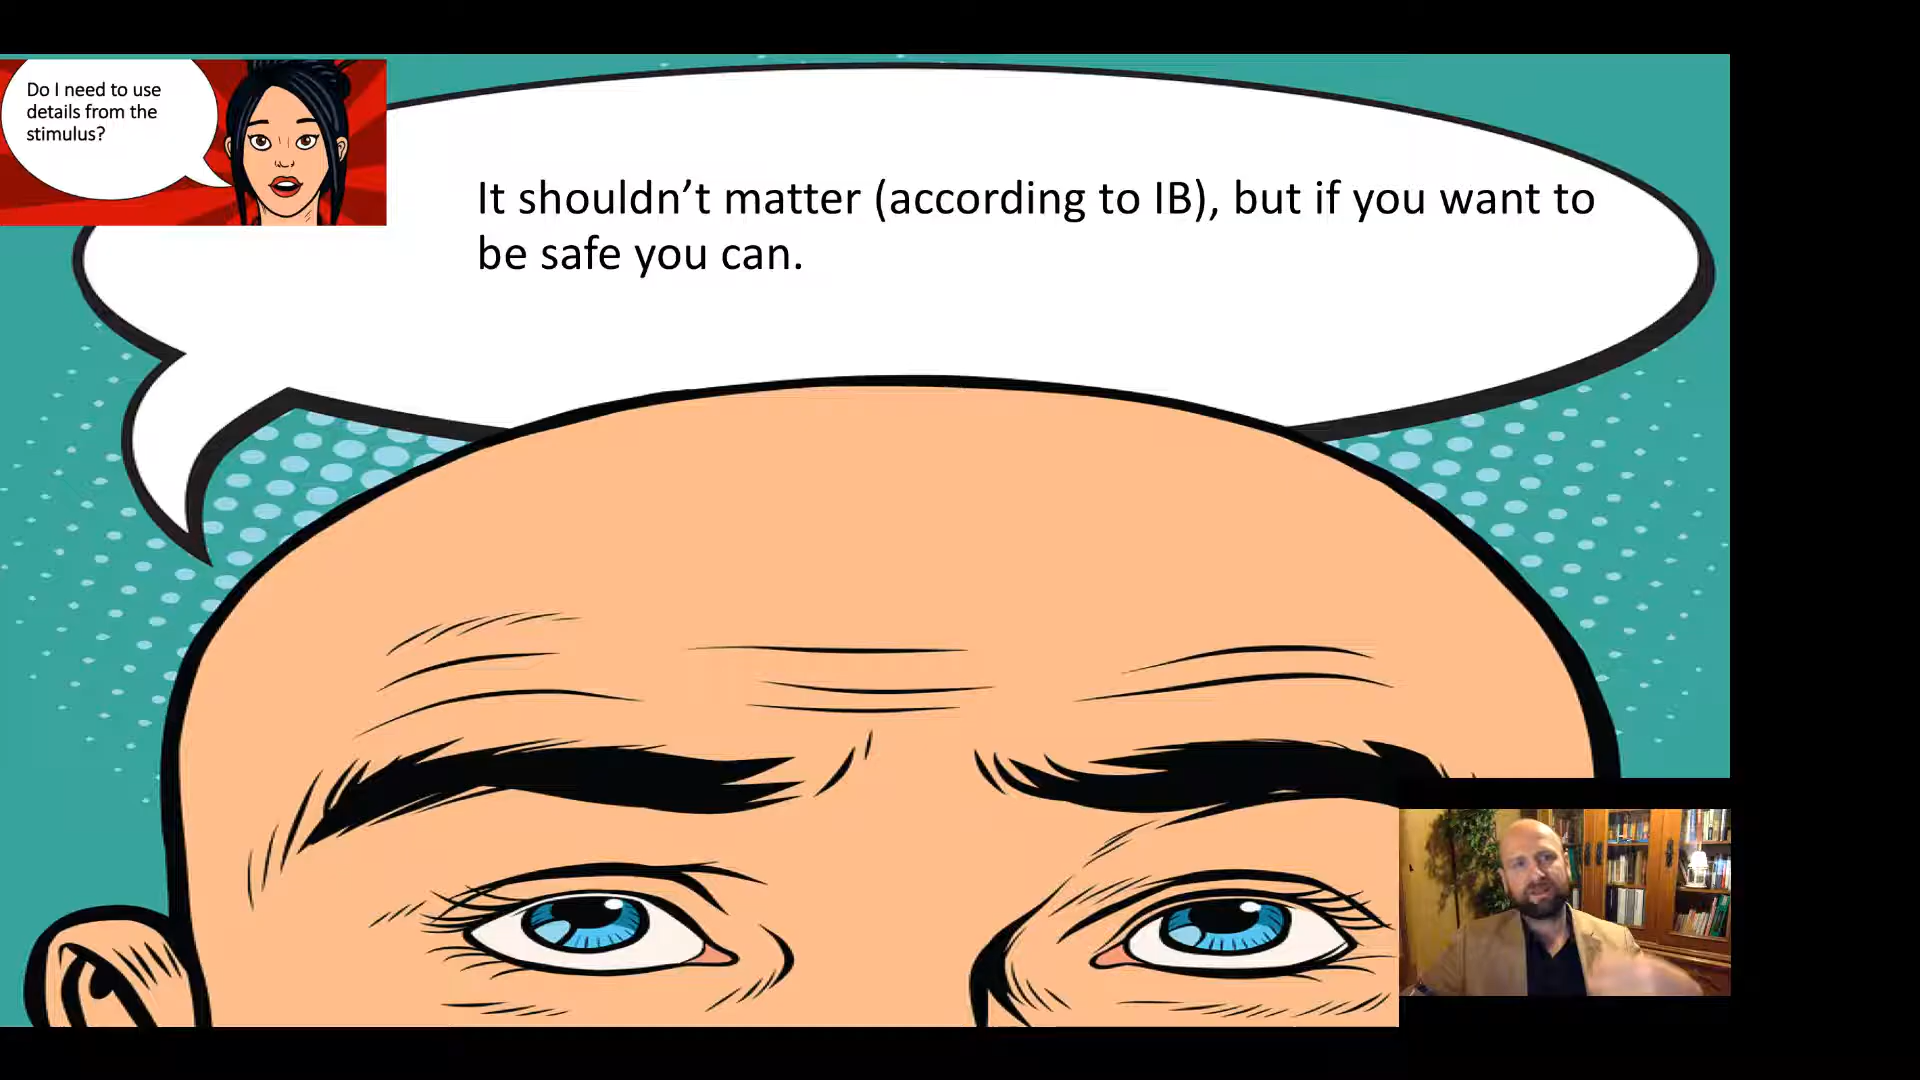 Do I need to use
details from the
stimulus?
It shouldn’t matter (according to IB), but if you want to
be safe you can.